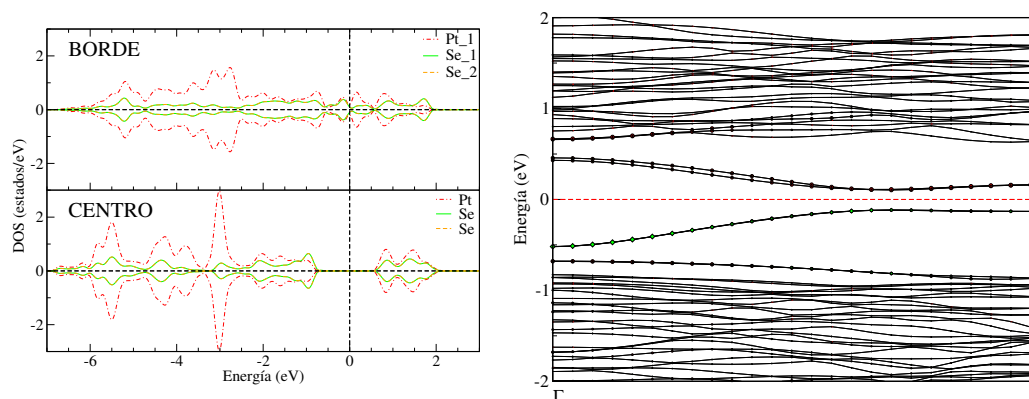 BORDE
Pt_1
Se_1
Se_2
2
0
-2
CENTRO
Pt
Se
Se
2
0
-2
DOS (estados/eV)
-6
-4
-2
0
2
Energía (eV)
2
1
0
-1
-2
Energía (eV)
Γ